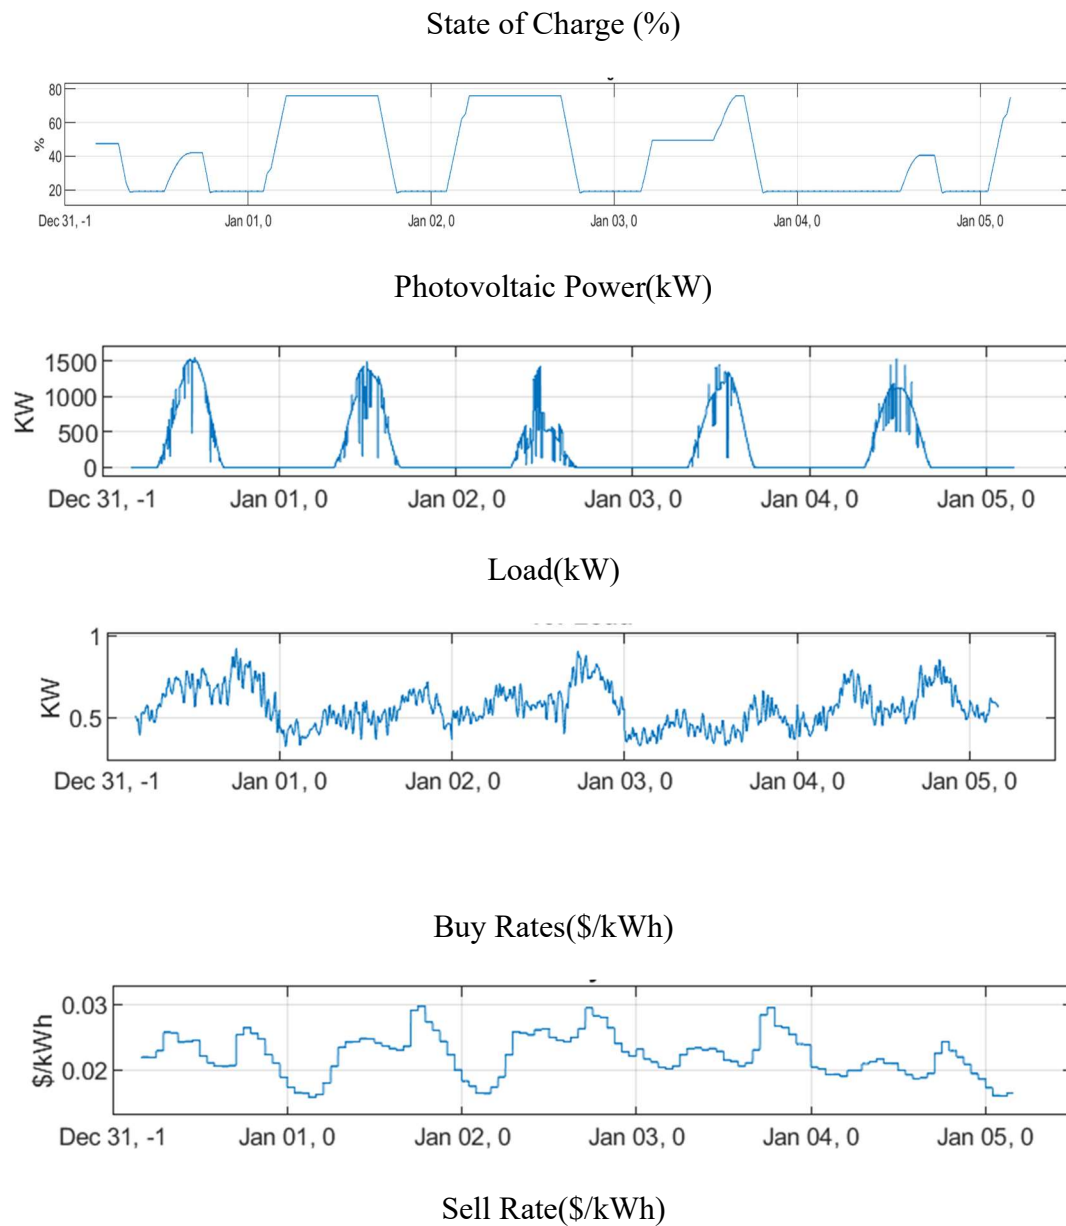 State of Charge (%)
80
60
40
20
%
Dec 31, -1 Jan 01, 0 Jan 02, 0 Jan 03, 0 Jan 04, 0 Jan 05, 0
Photovoltaic Power(kW)
1500
1000
500
0
KW
Dec 31, -1 Jan 01, 0 Jan 02, 0 Jan 03, 0 Jan 04, 0 Jan 05, 0
Load(kW)
1
0.5
KW
Dec 31, -1 Jan 01, 0 Jan 02, 0 Jan 03, 0 Jan 04, 0 Jan 05, 0
Buy Rates($/kWh)
0.03
0.02
$/kWh
Dec 31, -1 Jan 01, 0 Jan 02, 0 Jan 03, 0 Jan 04, 0 Jan 05, 0
Sell Rate($/kWh)